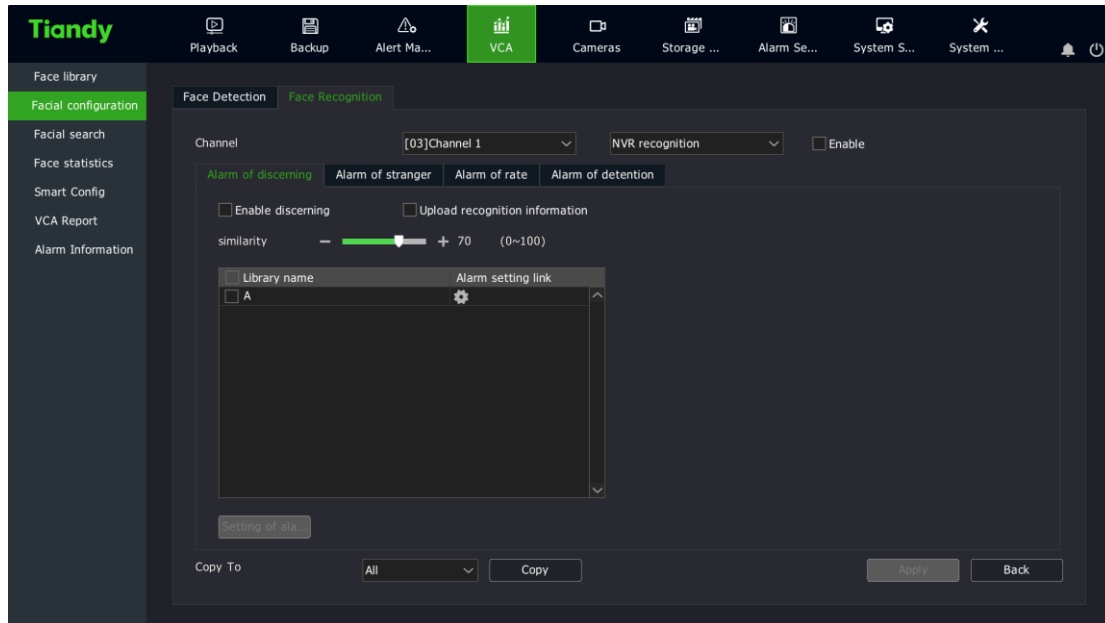 Tiandy
Playback
Backup
Alert Ma...
VCA
Cameras
Storage ...
Alarm Se...
System S...
System ...
Face library
Facial configuration
Facial search
Face statistics
Smart Config
VCA Report
Alarm Information
Face Detection
Face Recognition
Channel
[03]Channel 1
NVR recognition
Enable
Alarm of discerning
Alarm of stranger
Alarm of rate
Alarm of detention
Enable discerning
Upload recognition information
similarity
70 (0~100)
Library name
Alarm setting link
A
Setting of ala...
Copy To
All
Copy
Apply
Back